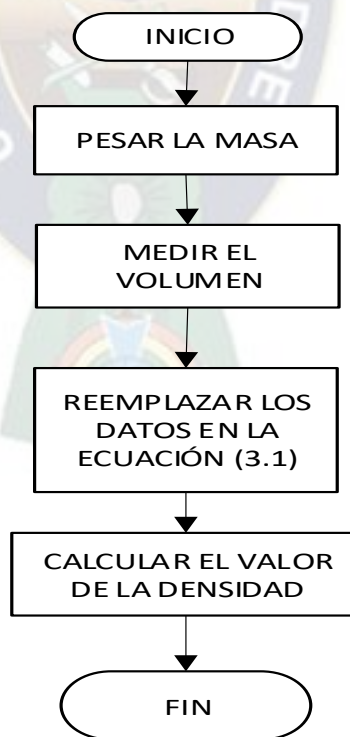 INICIO
PESAR LA MASA
MEDIR EL
VOLUMEN
REEMPLAZAR LOS
DATOS EN LA
ECUACIÓN (3.1)
CALCULAR EL VALOR
DE LA DENSIDAD
FIN